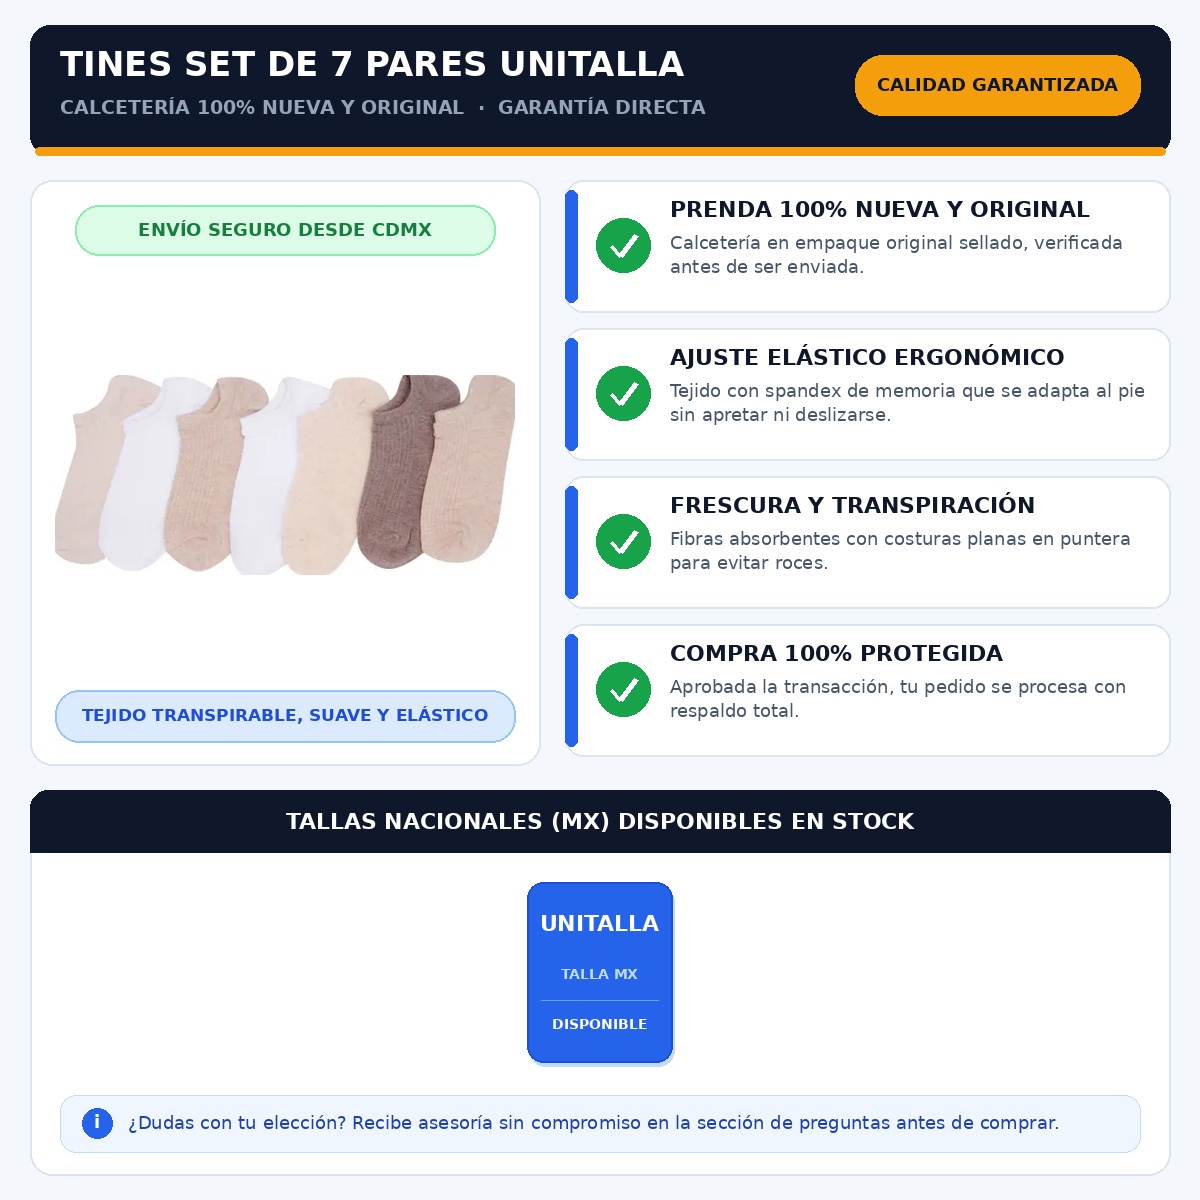 TINES SET DE 7 PARES UNITALLA
CALCETERÍA 100% NUEVA Y ORIGINAL · GARANTÍA DIRECTA
CALIDAD GARANTIZADA
ENVÍO SEGURO DESDE CDMX
TEJIDO TRANSPIRABLE, SUAVE Y ELÁSTICO
PRENDA 100% NUEVA Y ORIGINAL
Calcetería en empaque original sellado, verificada
antes de ser enviada.
AJUSTE ELÁSTICO ERGONÓMICO
Tejido con spandex de memoria que se adapta al pie
sin apretar ni deslizarse.
FRESCURA Y TRANSPIRACIÓN
Fibras absorbentes con costuras planas en puntera
para evitar roces.
COMPRA 100% PROTEGIDA
Aprobada la transacción, tu pedido se procesa con
respaldo total.
TALLAS NACIONALES (MX) DISPONIBLES EN STOCK
UNITALLA
TALLA MX
DISPONIBLE
i ¿Dudas con tu elección? Recibe asesoría sin compromiso en la sección de preguntas antes de comprar.